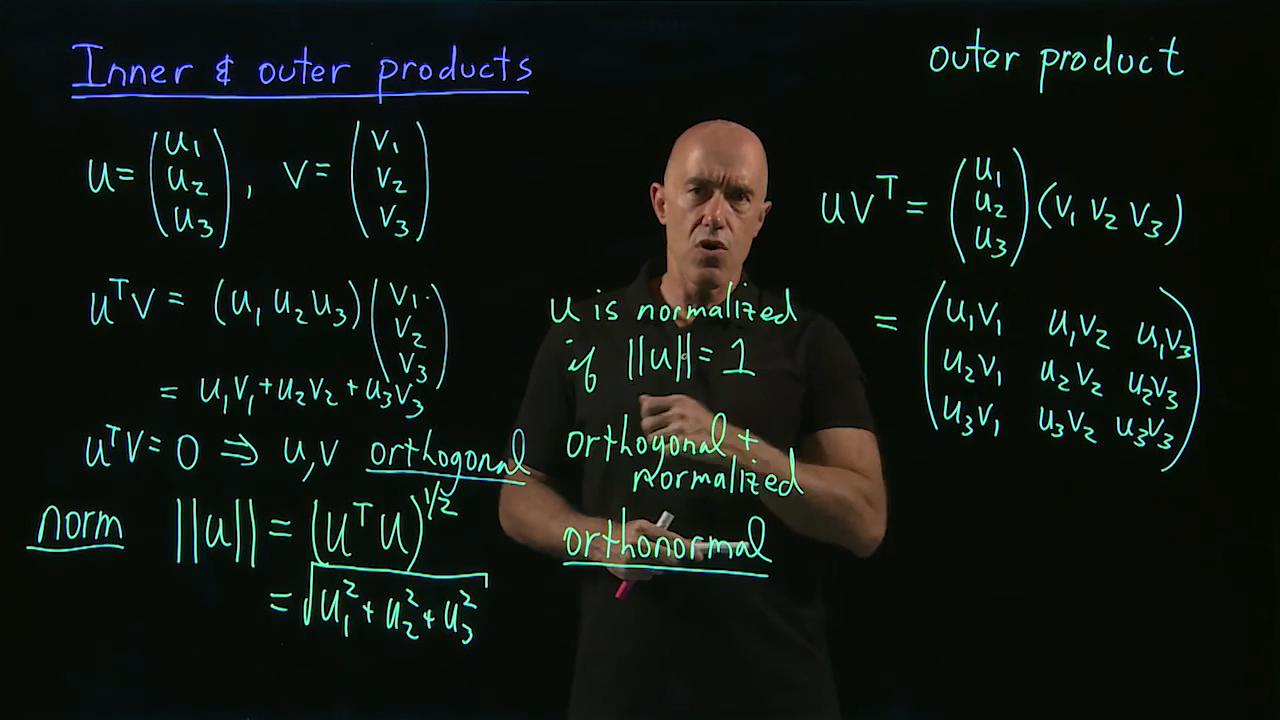 Inner & outer products
u = (u₁ u₂ u₃), v = (v₁ v₂ v₃)
uᵀv = (u₁ u₂ u₃)(v₁ v₂ v₃)
= u₁v₁ + u₂v₂ + u₃v₃
uᵀv = 0 ⇒ u,v orthogonal
norm ||u|| = (uᵀu)^1/2
= √u₁² + u₂² + u₃²
u is normalized
if ||u|| = 1
orthogonal +
normalized
orthonormal
outer product
uvᵀ = (u₁ u₂ u₃)(v₁ v₂ v₃)
= (u₁v₁ u₁v₂ u₁v₃
u₂v₁ u₂v₂ u₂v₃
u₃v₁ u₃v₂ u₃v₃)